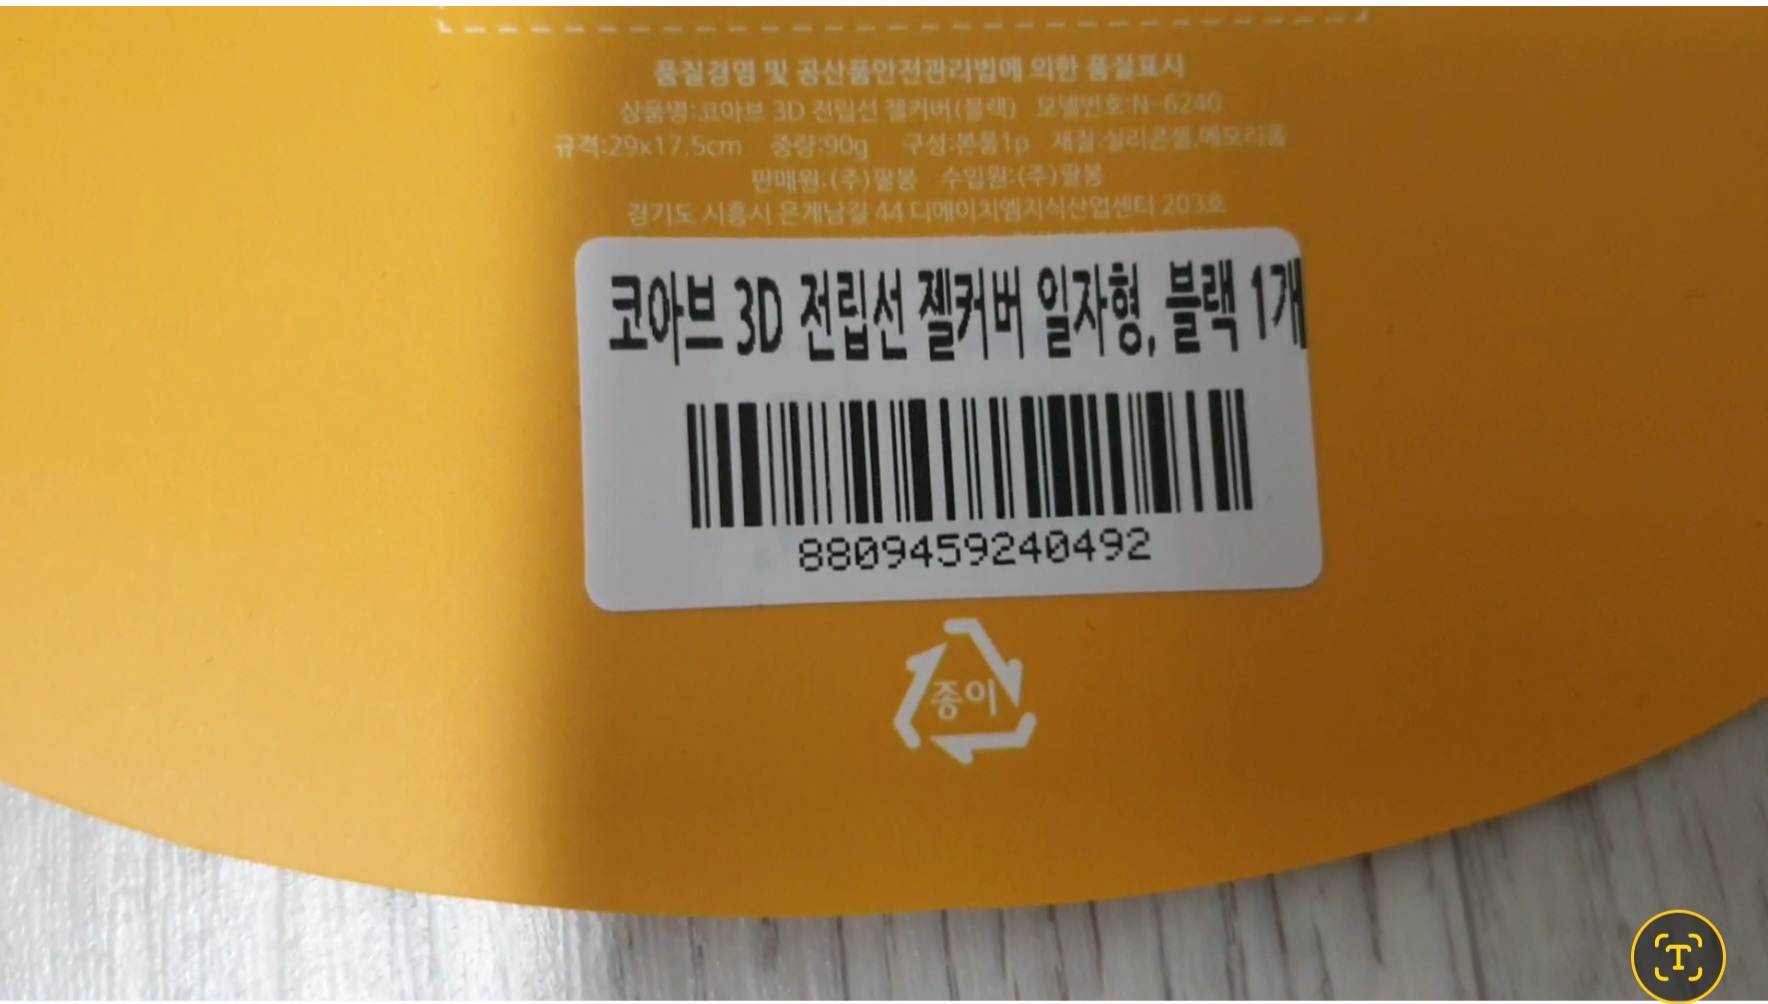 품질경영 및 공산품안전관리법에 의한 품질표시
상품명:코아브 3D 전립선 젤커버(블랙) 모델번호:N-6240
규격:29x17.5cm 중량:90g 구성:본품1p 재질:실리콘젤,메모리폼
판매원:(주)팔봉 수입원:(주)팔봉
경기도 시흥시 은계남길 44 디에이치엠지식산업센터 203호
코아브 3D 전립선 젤커버 일자형, 블랙 1개
8809459240492
종이